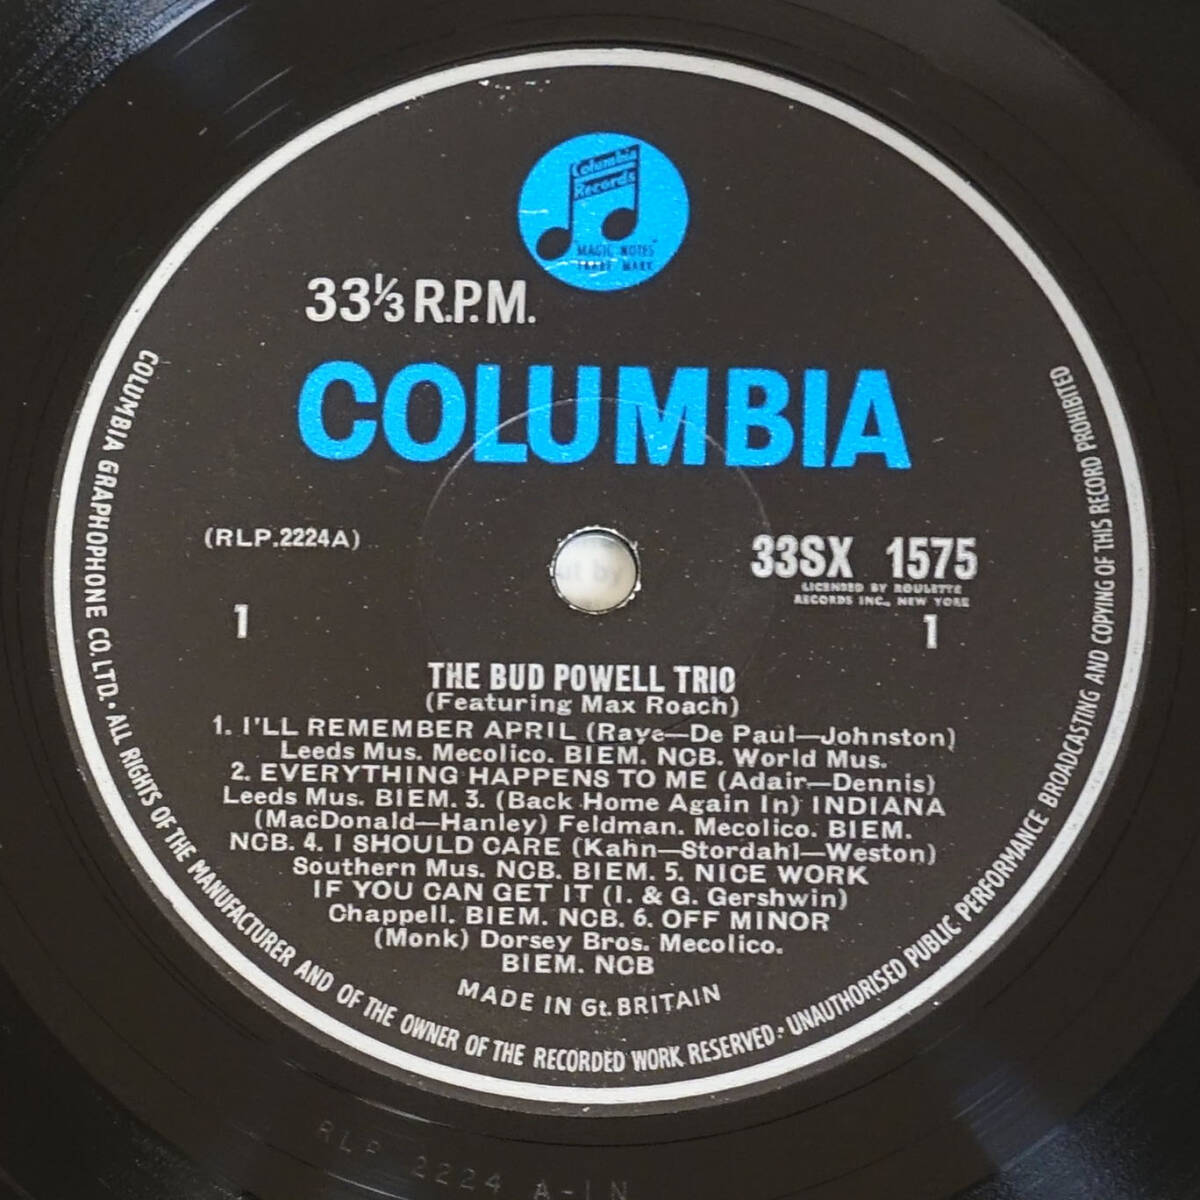 Columbia
Records
"MAGIC NOTES"
TRADE MARK
33⅓ R.P.M.
COLUMBIA
(RLP.2224A)
33SX 1575
LICENSED BY ROULETTE
RECORDS INC., NEW YORK
1
1
THE BUD POWELL TRIO
(Featuring Max Roach)
1. I'LL REMEMBER APRIL (Raye—De Paul—Johnston)
Leeds Mus. Mecolico. BIEM. NCB. World Mus.
2. EVERYTHING HAPPENS TO ME (Adair—Dennis)
Leeds Mus. BIEM. 3. (Back Home Again In) INDIANA
(MacDonald—Hanley) Feldman. Mecolico. BIEM.
NCB. 4. I SHOULD CARE (Kahn—Stordahl—Weston)
Southern Mus. NCB. BIEM. 5. NICE WORK
IF YOU CAN GET IT (I. & G. Gershwin)
Chappell. BIEM. NCB. 6. OFF MINOR
(Monk) Dorsey Bros. Mecolico.
BIEM. NCB
MADE IN Gt. BRITAIN
COLUMBIA GRAPHOPHONE CO. LTD. • ALL RIGHTS OF THE MANUFACTURER AND OF THE OWNER OF THE RECORDED WORK RESERVED • UNAUTHORISED PUBLIC PERFORMANCE BROADCASTING AND COPYING OF THIS RECORD PROHIBITED
RLP 2224 A-1N